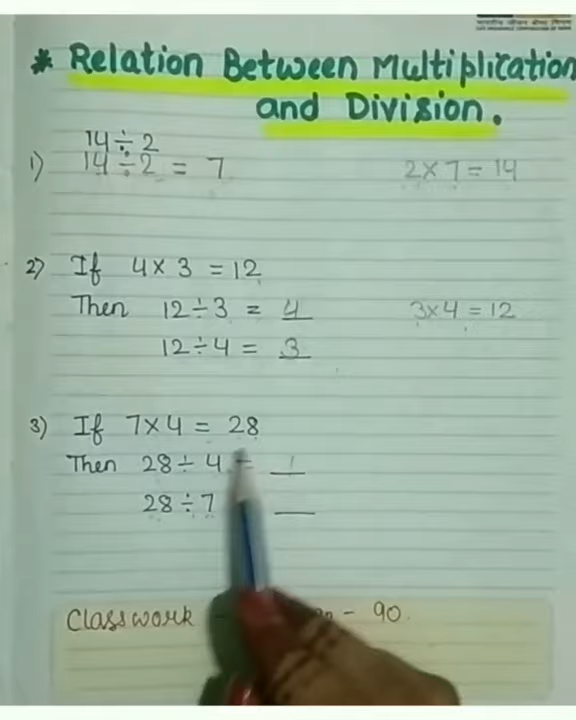 * Relation Between Multiplication
and Division.
14÷2
1) 14÷2 = 7 2×7=14
2) If 4×3 =12
Then 12÷3 = 4 3×4=12
12÷4 = 3
3) If 7×4 = 28
Then 28÷4 = _
28÷7 _
Classwork - 90.